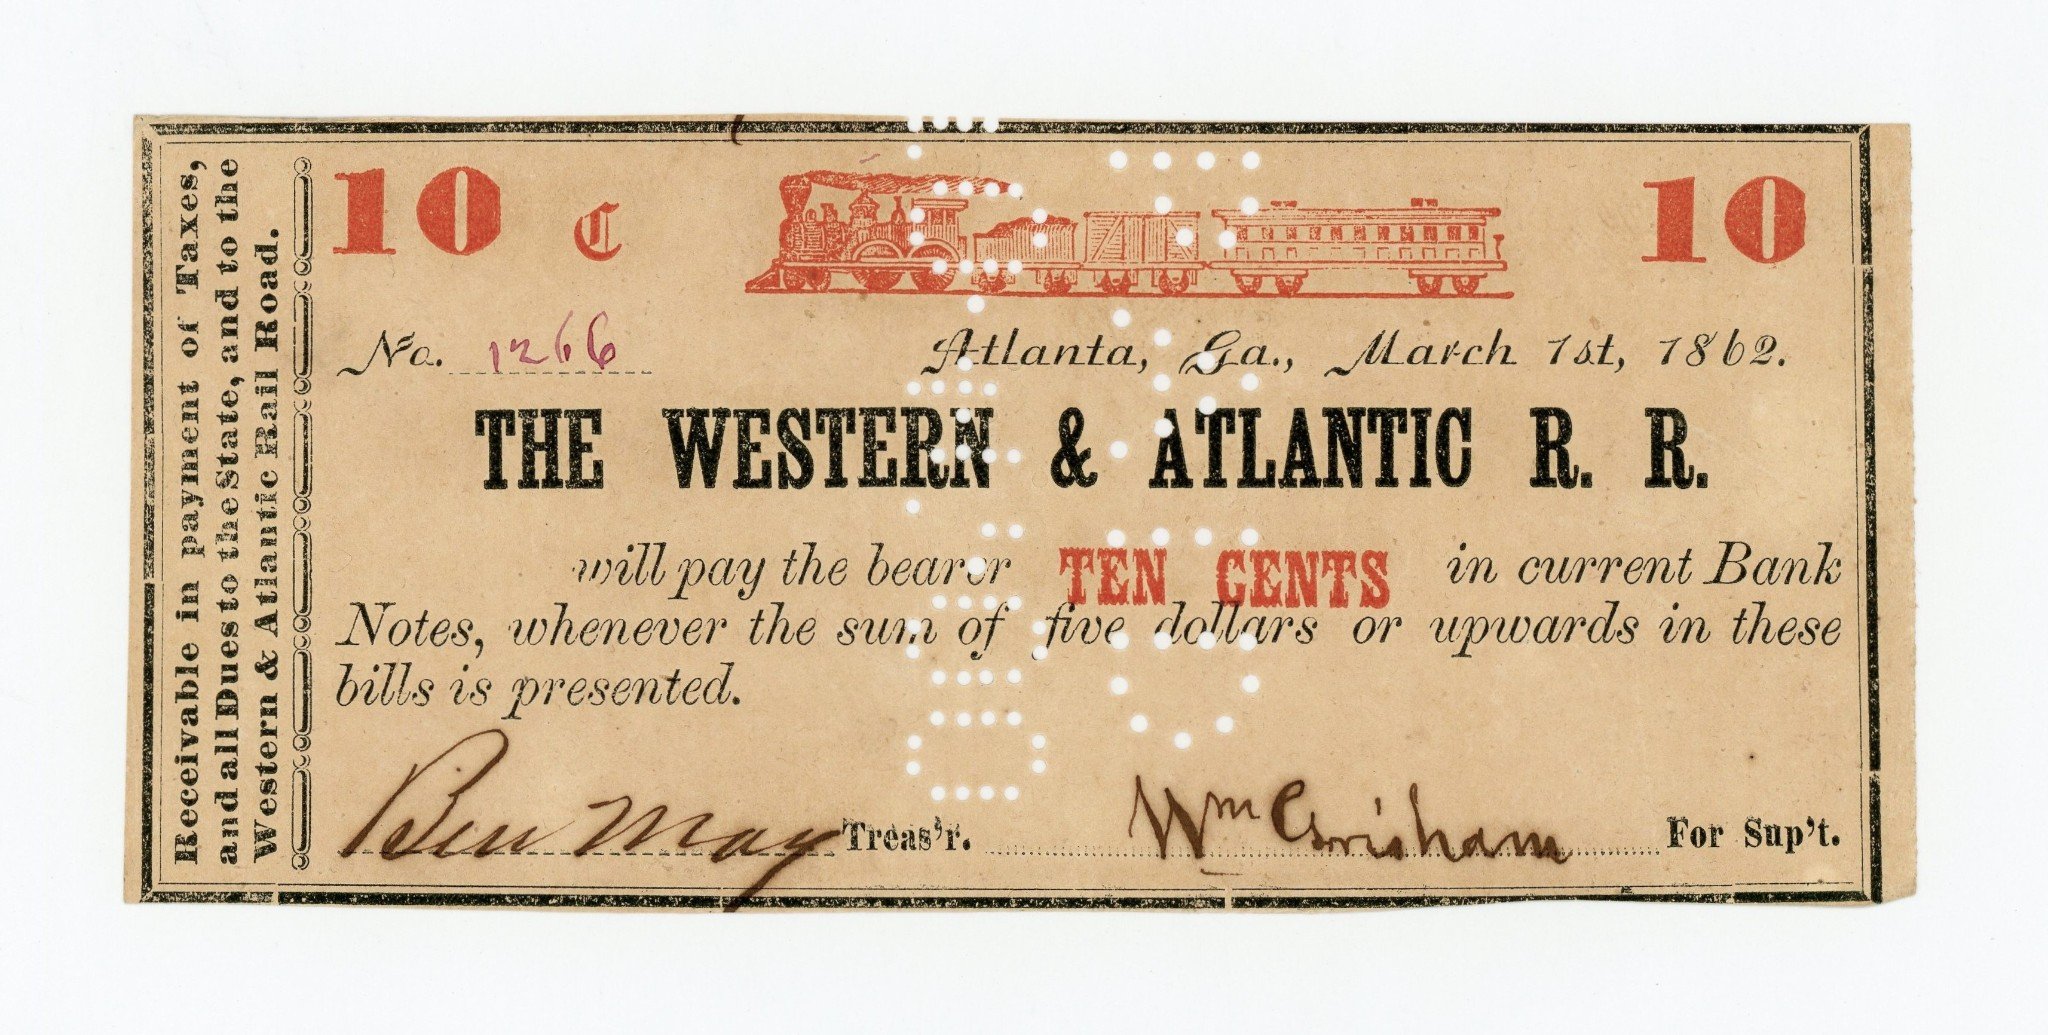 Receivable in payment of Taxes,
and all Dues to the State, and to the
Western & Atlantic Rail Road.
10 C 10
No. 1266 Atlanta, Ga., March 1st, 1862.
THE WESTERN & ATLANTIC R. R.
will pay the bearer TEN CENTS in current Bank
Notes, whenever the sum of five dollars or upwards in these
bills is presented.
Ben May Treas'r. Wm Grisham For Sup't.